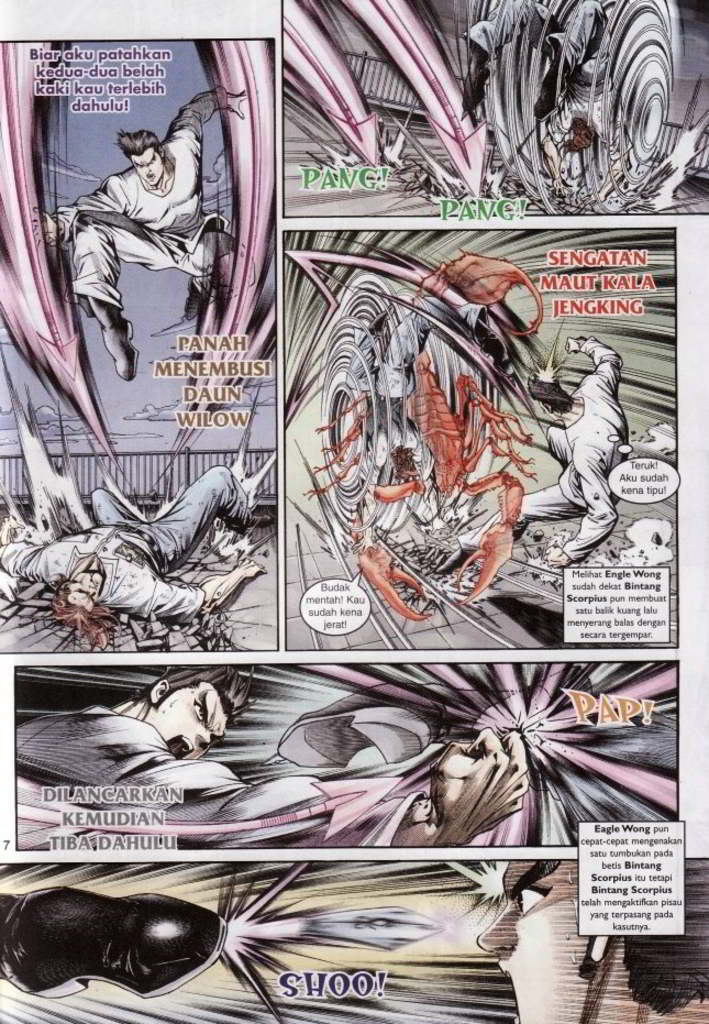 Biar aku patahkan
kedua-dua belah
kaki kau terlebih
dahulu!
PANAH
MENEMBUSI
DAUN
WILOW
PANG!
PANG!
SENGATAN
MAUT KALA
JENGKING
Teruk!
Aku sudah
kena tipu!
Budak
mentah! Kau
sudah kena
jerat!
Melihat Engle Wong
sudah dekat Bintang
Scorpius pun membuat
satu balik kuang lalu
menyerang balas dengan
secara tergempar.
PAP!
DILANCARKAN
KEMUDIAN
TIBA DAHULU
7
Eagle Wong pun
cepat-cepat mengenakan
satu tumbukan pada
betis Bintang
Scorpius itu tetapi
Bintang Scorpius
telah mengaktifkan pisau
yang terpasang pada
kasutnya.
SHOO!